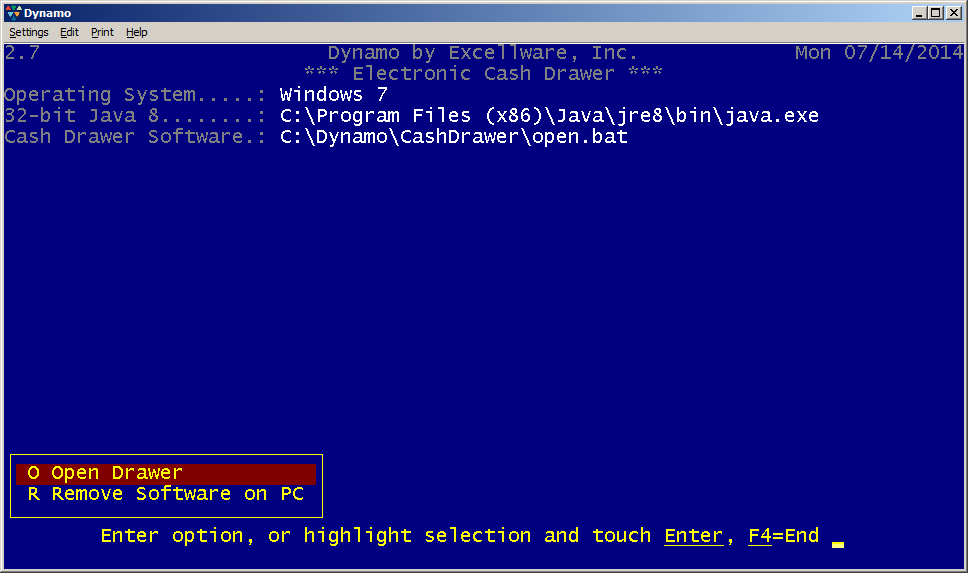 Dynamo
Settings Edit Print Help
2.7 Dynamo by Excellware, Inc. Mon 07/14/2014
*** Electronic Cash Drawer ***
Operating System.....: Windows 7
32-bit Java 8........: C:\Program Files (x86)\Java\jre8\bin\java.exe
Cash Drawer Software.: C:\Dynamo\CashDrawer\open.bat
O Open Drawer
R Remove Software on PC
Enter option, or highlight selection and touch Enter, F4=End